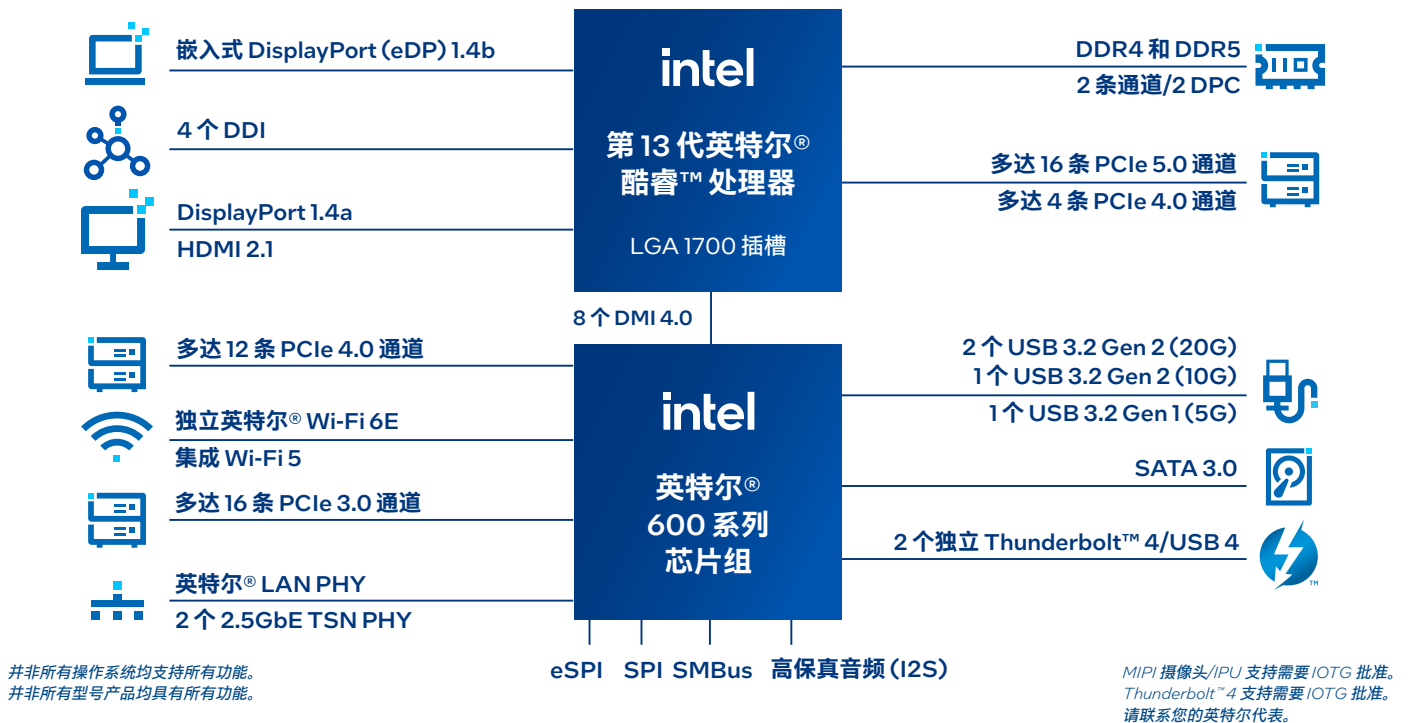 嵌入式 DisplayPort (eDP) 1.4b
4 个 DDI
DisplayPort 1.4a
HDMI 2.1
intel
第 13 代英特尔®
酷睿™ 处理器
LGA 1700 插槽
DDR4 和 DDR5
2 条通道/2 DPC
多达 16 条 PCIe 5.0 通道
多达 4 条 PCIe 4.0 通道
8 个 DMI 4.0
多达 12 条 PCIe 4.0 通道
独立英特尔® Wi-Fi 6E
集成 Wi-Fi 5
多达 16 条 PCIe 3.0 通道
英特尔® LAN PHY
2 个 2.5GbE TSN PHY
intel
英特尔®
600 系列
芯片组
2 个 USB 3.2 Gen 2 (20G)
1 个 USB 3.2 Gen 2 (10G)
1 个 USB 3.2 Gen 1 (5G)
SATA 3.0
2 个独立 Thunderbolt™ 4/USB 4
TM
eSPI SPI SMBus 高保真音频 (I2S)
并非所有操作系统均支持所有功能。
并非所有型号产品均具有所有功能。
MIPI 摄像头/IPU 支持需要 IOTG 批准。
Thunderbolt™ 4 支持需要 IOTG 批准。
请联系您的英特尔代表。